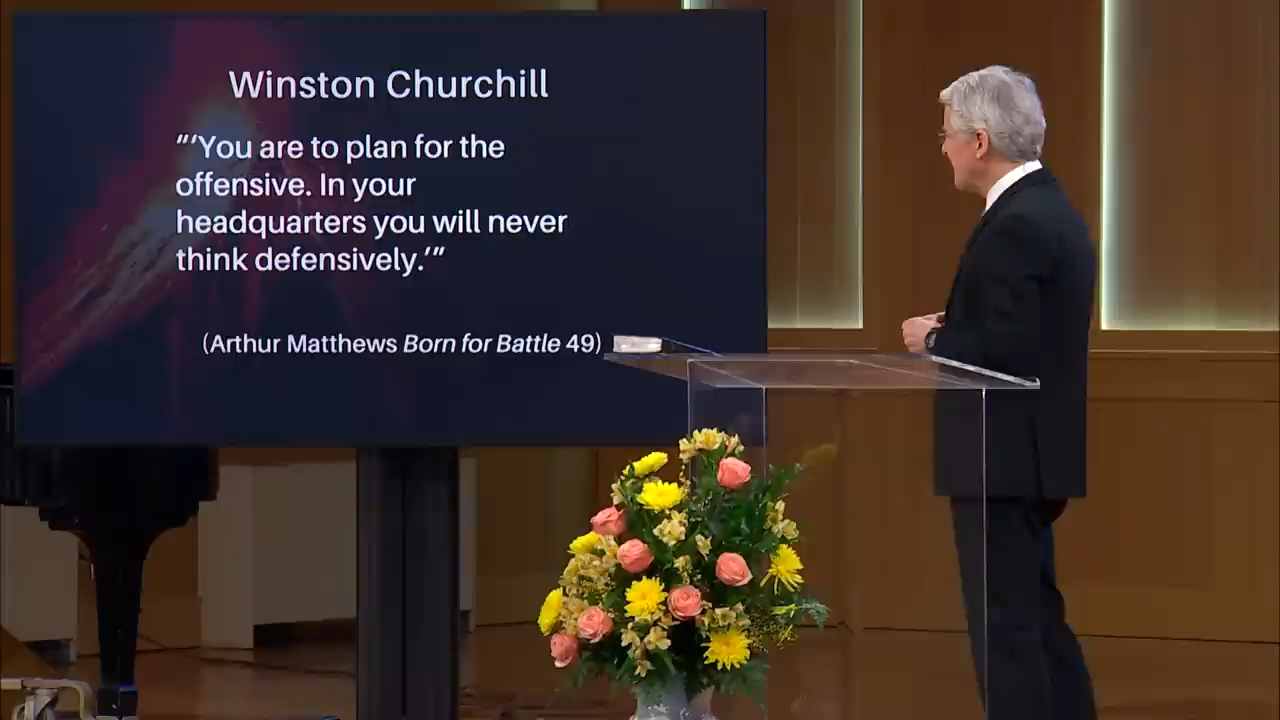 Winston Churchill
“‘You are to plan for the
offensive. In your
headquarters you will never
think defensively.’”
(Arthur Matthews Born for Battle 49)